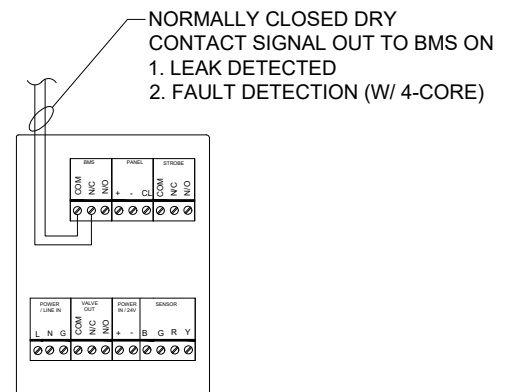 NORMALLY CLOSED DRY
CONTACT SIGNAL OUT TO BMS ON
1. LEAK DETECTED
2. FAULT DETECTION (W/ 4-CORE)
BMS PANEL STROBE
COM N/C N/O + - CL COM N/C N/O
POWER / LINE IN VALVE OUT POWER IN / 24V SENSOR
L N G COM N/C N/O + - B G R Y